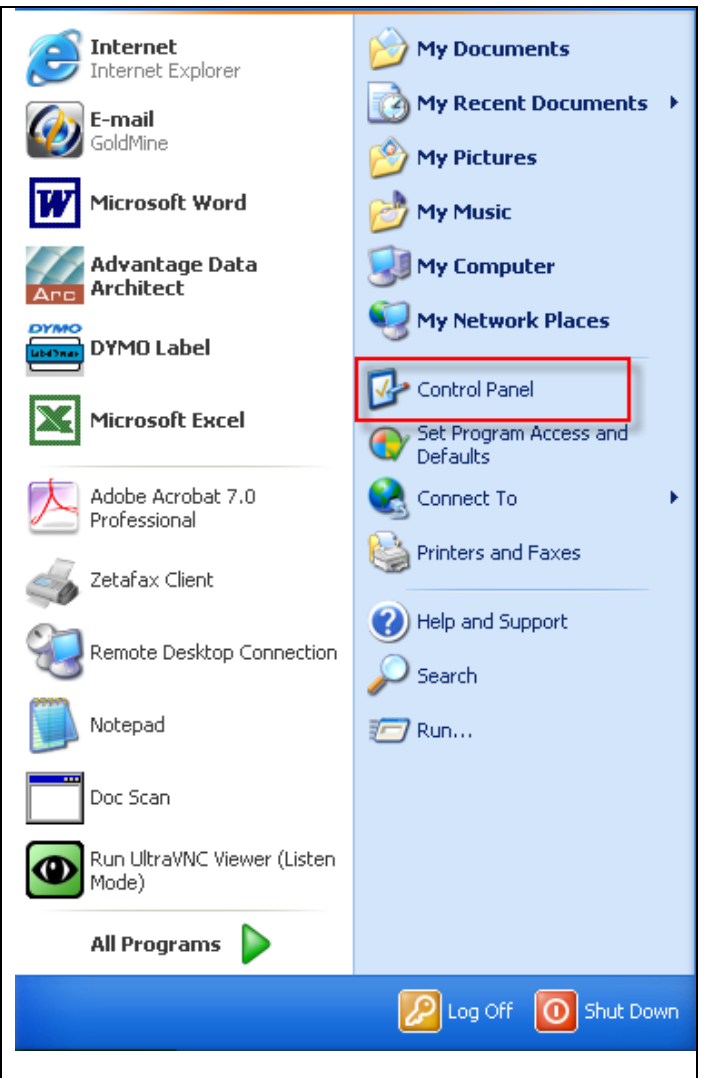 Internet
Internet Explorer
E-mail
GoldMine
W
Microsoft Word
Advantage Data
Architect
Arc
DYMO
DYMO Label
Microsoft Excel
Adobe Acrobat 7.0
Professional
Zetafax Client
Remote Desktop Connection
Notepad
Doc Scan
Run UltraVNC Viewer (Listen
Mode)
All Programs
My Documents
My Recent Documents
My Pictures
My Music
My Computer
My Network Places
Control Panel
Set Program Access and
Defaults
Connect To
Printers and Faxes
Help and Support
Search
Run...
Log Off
Shut Down